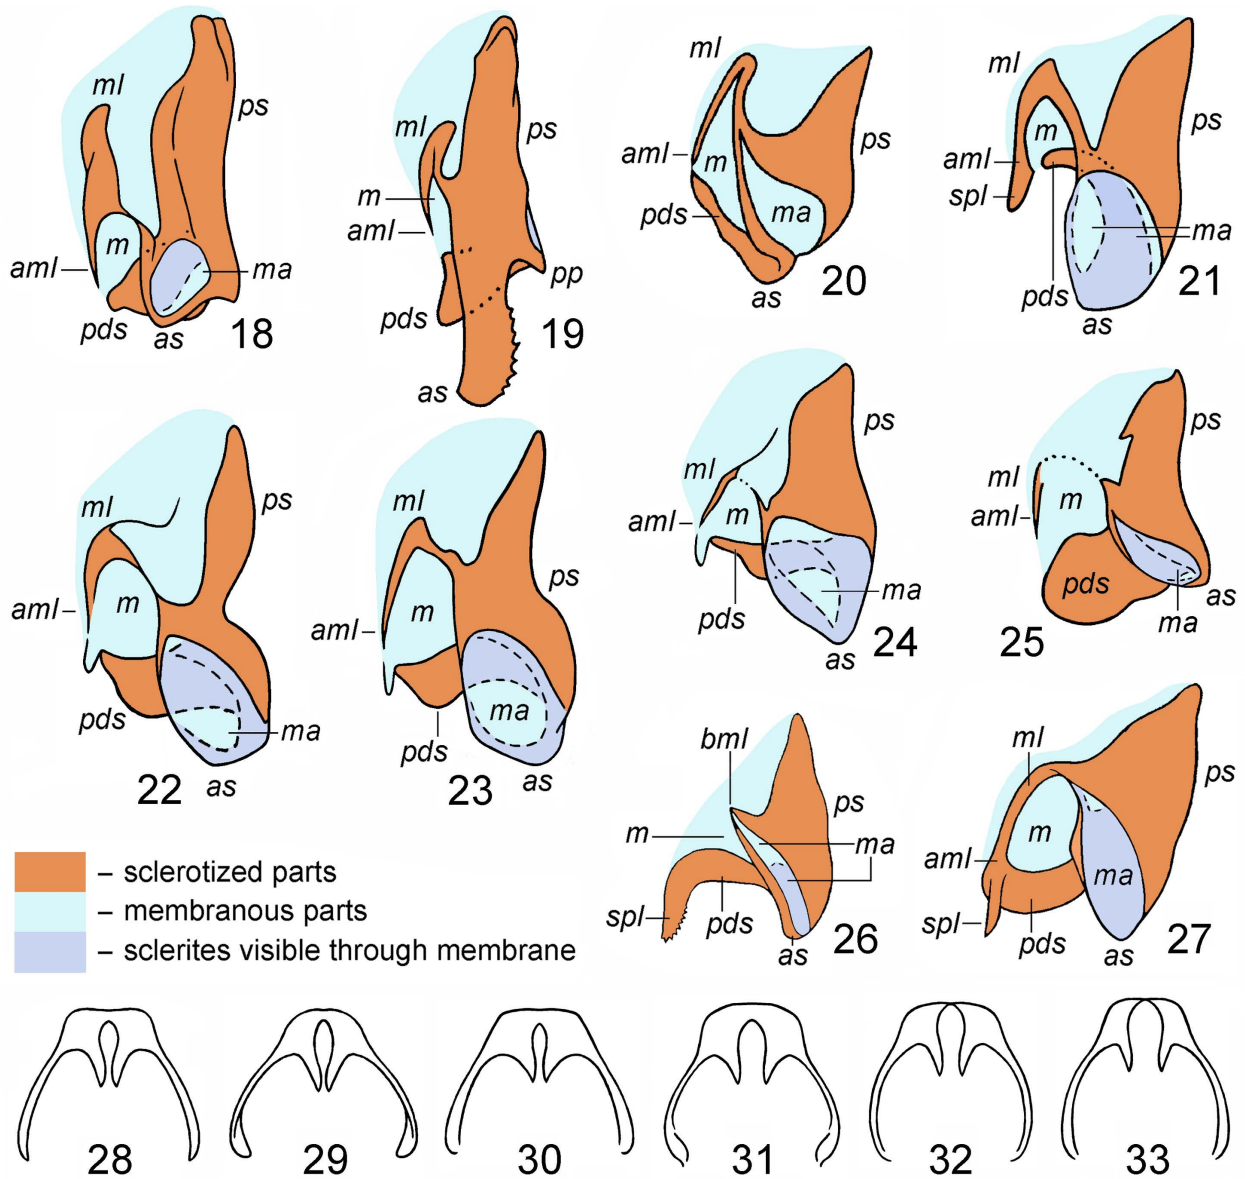 ml
ps
m
aml
ma
pds
as
18
ml
ps
m
aml
pp
pds
as
19
ml
aml
m
ps
pds
ma
as
20
ml
m
ps
aml
spl
ma
pds
as
21
ml
ps
aml
m
pds
ma
as
22
ml
ps
aml
m
ma
pds
as
23
ml
ps
aml
m
ma
pds
as
24
ps
ml
m
aml
pds
as
ma
25
bml
ps
m
ma
spl
pds
as
26
ml
ps
m
aml
ma
spl
pds
27
– sclerotized parts
– membranous parts
– sclerites visible through membrane
28
29
30
31
32
33